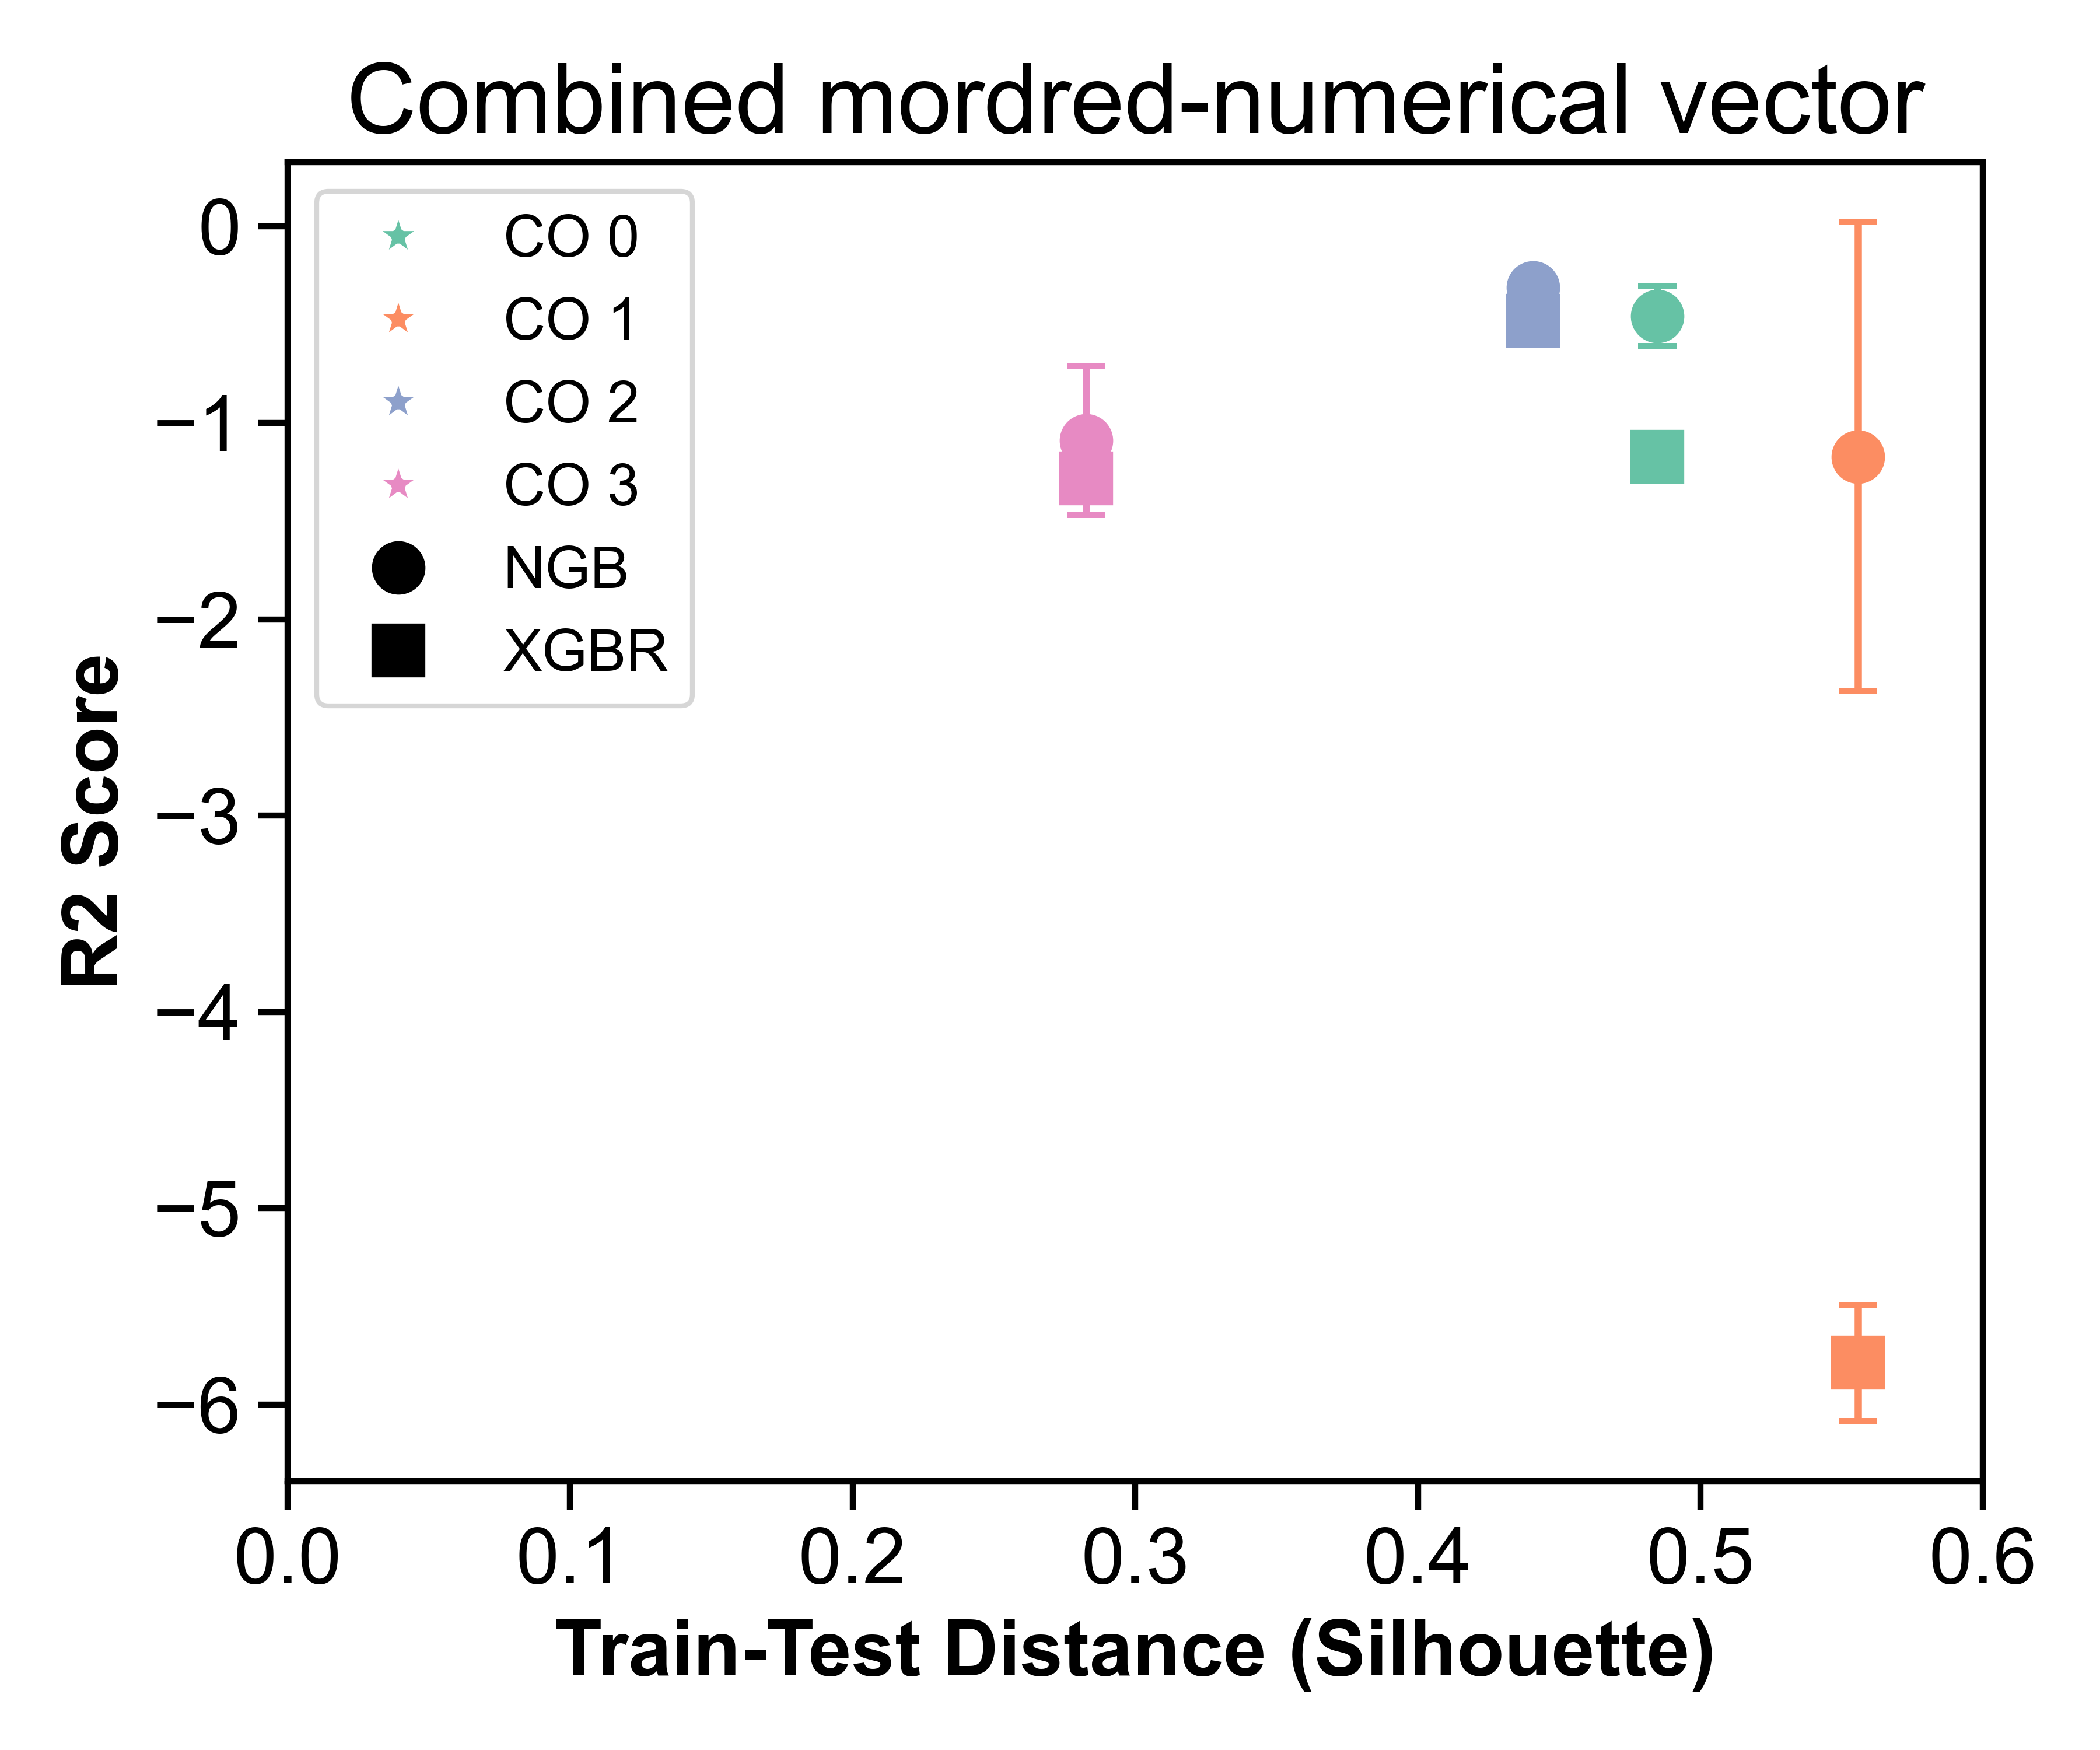 Combined mordred-numerical vector
CO 0
CO 1
CO 2
CO 3
NGB
XGBR
R2 Score
0
−1
−2
−3
−4
−5
−6
0.0 0.1 0.2 0.3 0.4 0.5 0.6
Train-Test Distance (Silhouette)